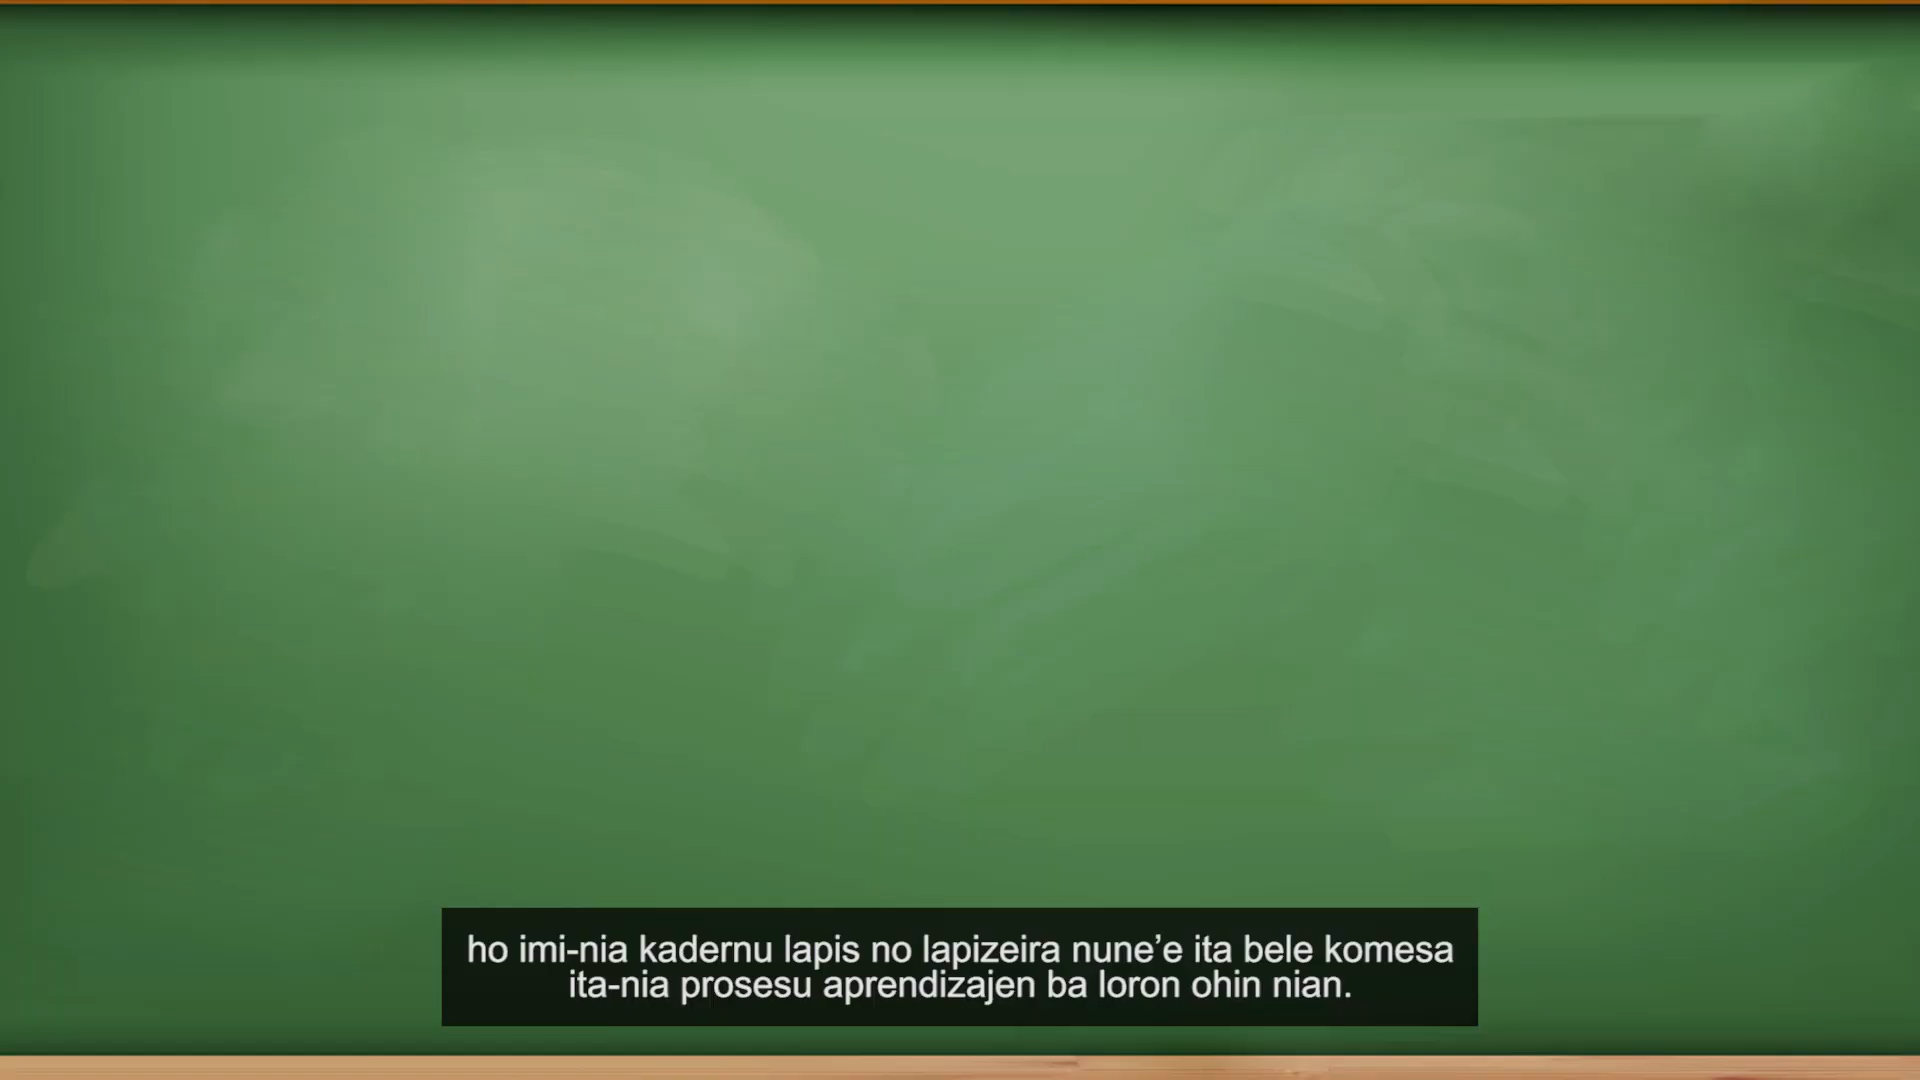 ho imi-nia kadernu lapis no lapizeira nune’e ita bele komesa
ita-nia prosesu aprendizajen ba loron ohin nian.